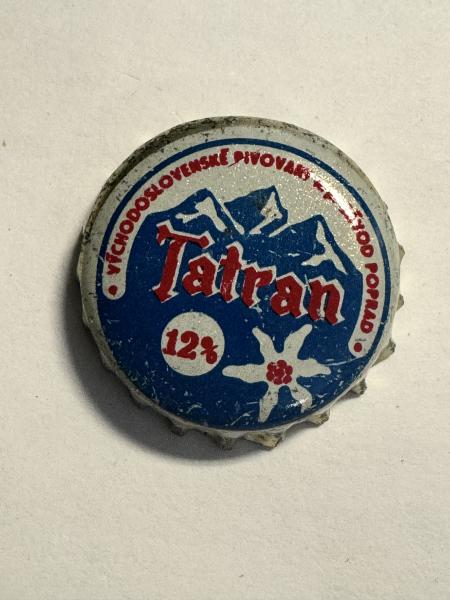 • VÝCHODOSLOVENSKÉ PIVOVARY ZÁVOD POPRAD •
Tatran
12%